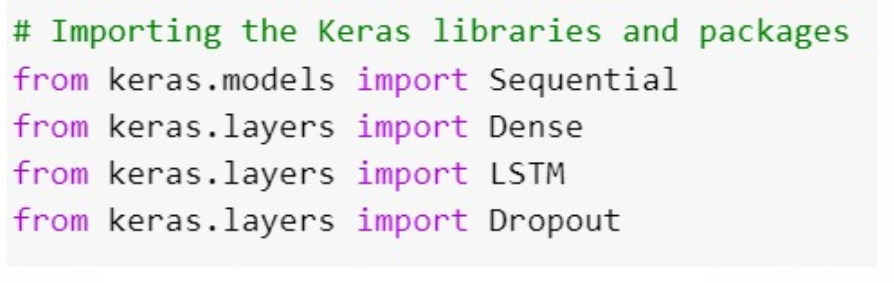 # Importing the Keras libraries and packages
from keras.models import Sequential
from keras.layers import Dense
from keras.layers import LSTM
from keras.layers import Dropout